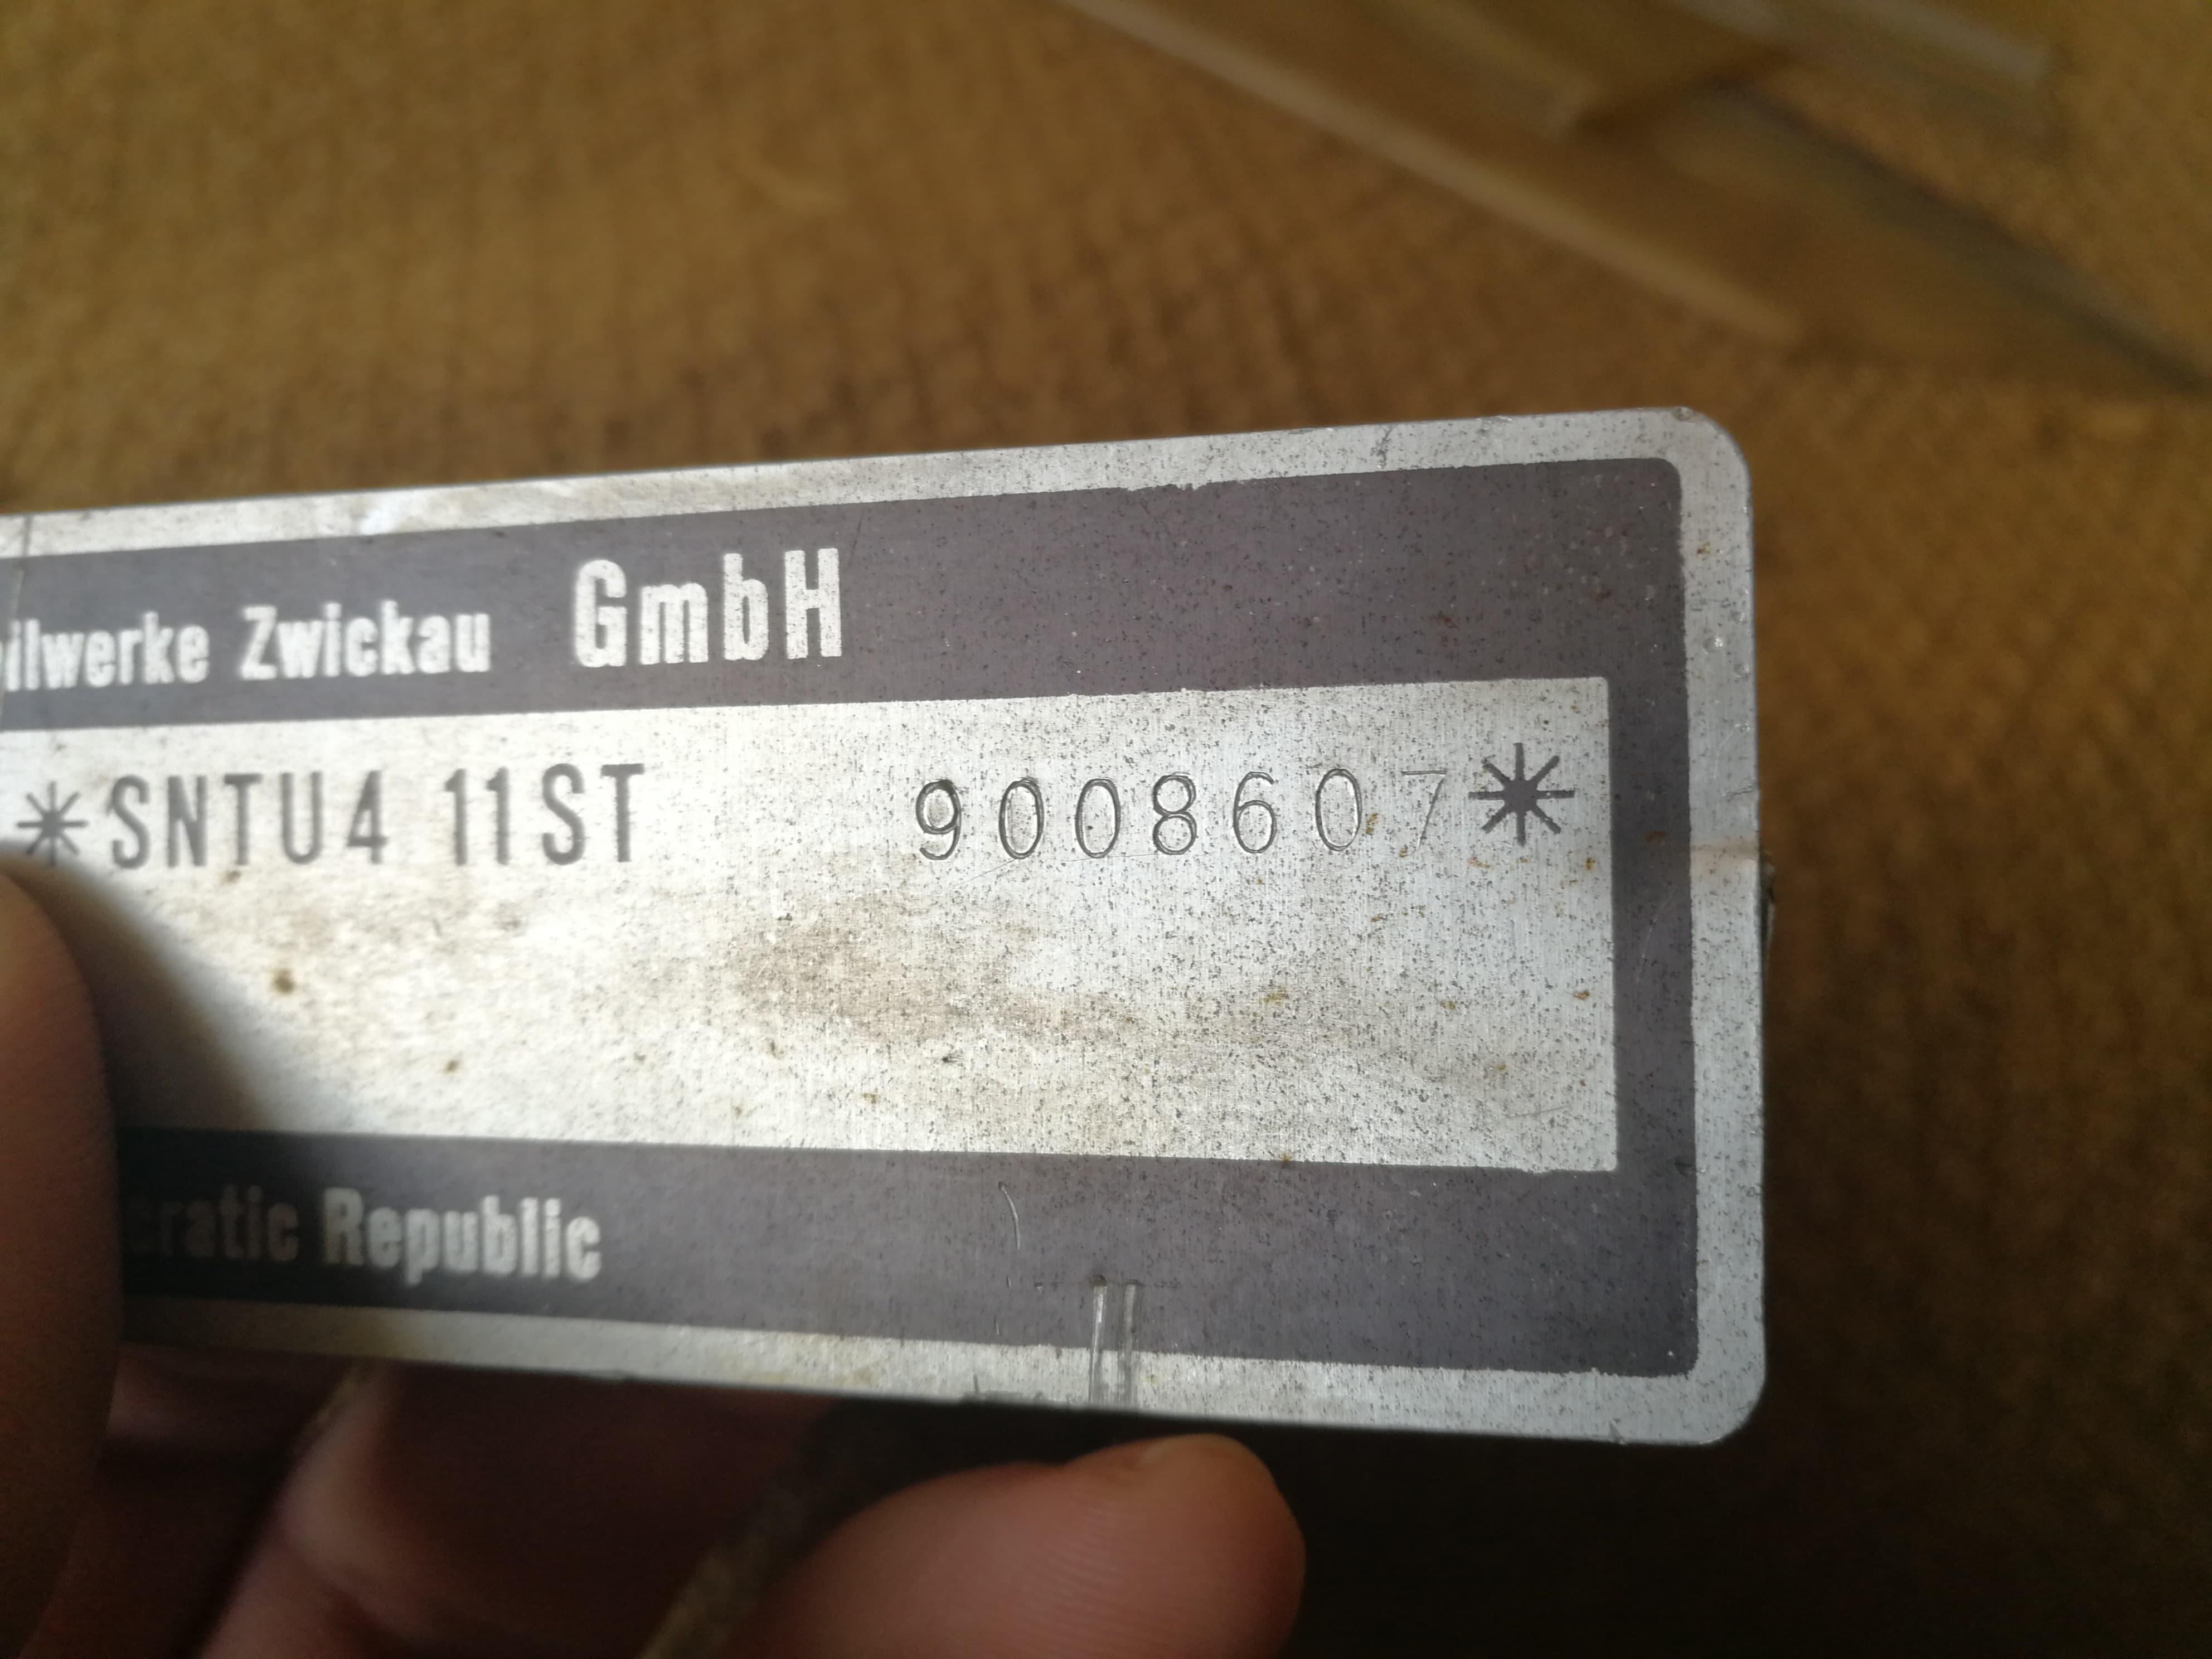 ilwerke Zwickau GmbH
*SNTU4 11ST 9008607*
cratic Republic